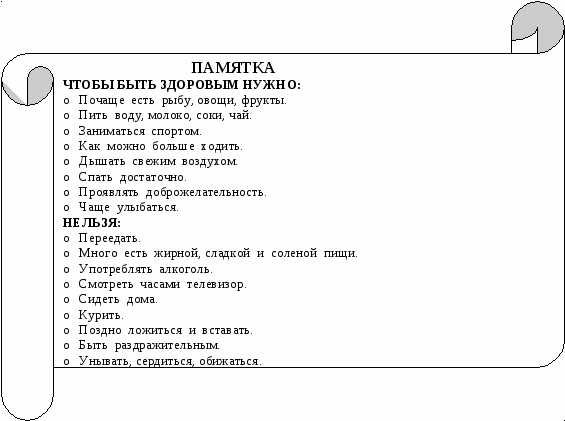 ПАМЯТКА
ЧТОБЫ БЫТЬ ЗДОРОВЫМ НУЖНО:
o Почаще есть рыбу, овощи, фрукты.
o Пить воду, молоко, соки, чай.
o Заниматься спортом.
o Как можно больше ходить.
o Дышать свежим воздухом.
o Спать достаточно.
o Проявлять доброжелательность.
o Чаще улыбаться.
НЕЛЬЗЯ:
o Переедать.
o Много есть жирной, сладкой и соленой пищи.
o Употреблять алкоголь.
o Смотреть часами телевизор.
o Сидеть дома.
o Курить.
o Поздно ложиться и вставать.
o Быть раздражительным.
o Унывать, сердиться, обижаться.